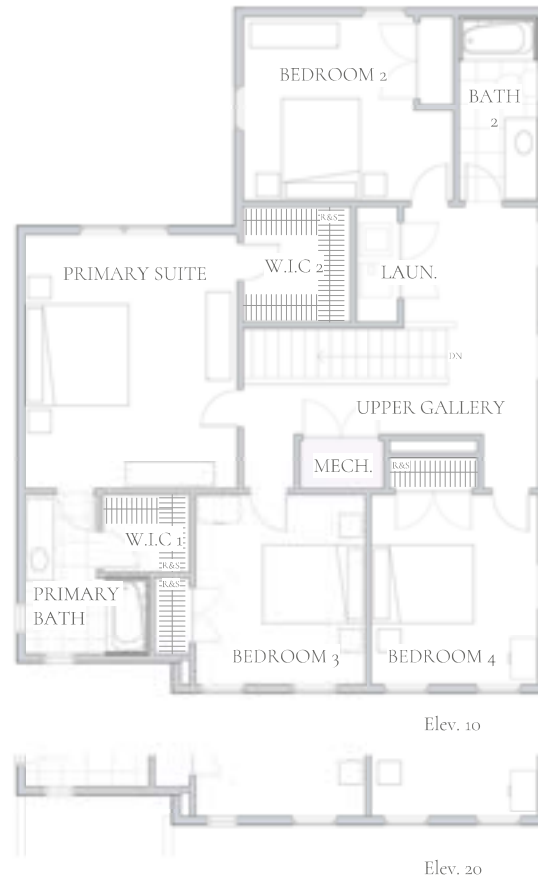 BEDROOM 2
BATH
2
R&S
W.I.C 2
PRIMARY SUITE
LAUN.
DN
UPPER GALLERY
MECH.
R&S
W.I.C 1
R&S
R&S
PRIMARY
BATH
BEDROOM 3
BEDROOM 4
Elev. 10
Elev. 20